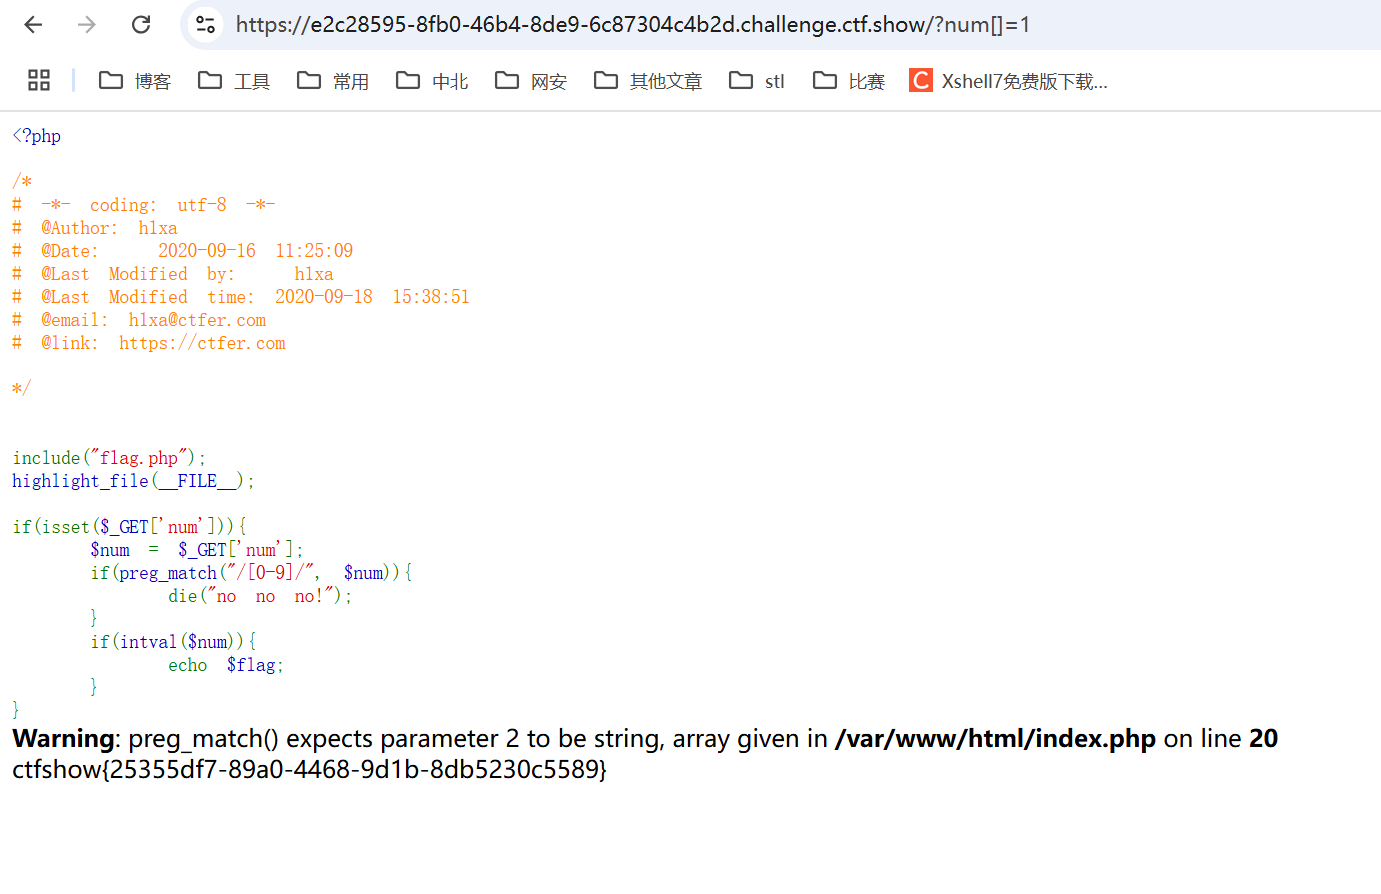 https://e2c28595-8fb0-46b4-8de9-6c87304c4b2d.challenge.ctf.show/?num[]=1
博客 工具 常用 中北 网安 其他文章 stl 比赛 C Xshell7免费版下载...
<?php
/*
# -*- coding: utf-8 -*-
# @Author: h1xa
# @Date: 2020-09-16 11:25:09
# @Last Modified by: h1xa
# @Last Modified time: 2020-09-18 15:38:51
# @email: h1xa@ctfer.com
# @link: https://ctfer.com
*/
include("flag.php");
highlight_file(__FILE__);
if(isset($_GET['num'])){
$num = $_GET['num'];
if(preg_match("/[0-9]/", $num)){
die("no no no!");
}
if(intval($num)){
echo $flag;
}
}
Warning: preg_match() expects parameter 2 to be string, array given in /var/www/html/index.php on line 20
ctfshow{25355df7-89a0-4468-9d1b-8db5230c5589}